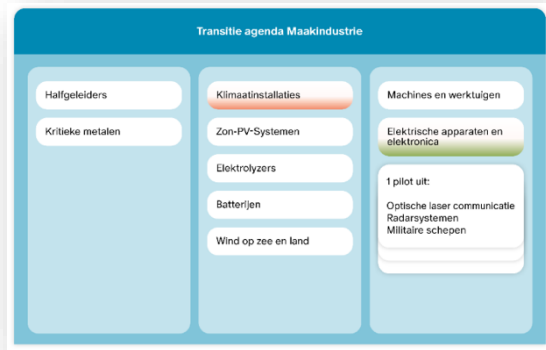 Transitie agenda Maakindustrie
Halfgeleiders
Kritieke metalen
Klimaatinstallaties
Zon-PV-Systemen
Elektrolyzers
Batterijen
Wind op zee en land
Machines en werktuigen
Elektrische apparaten en
elektronica
1 pilot uit:
Optische laser communicatie
Radarsystemen
Militaire schepen